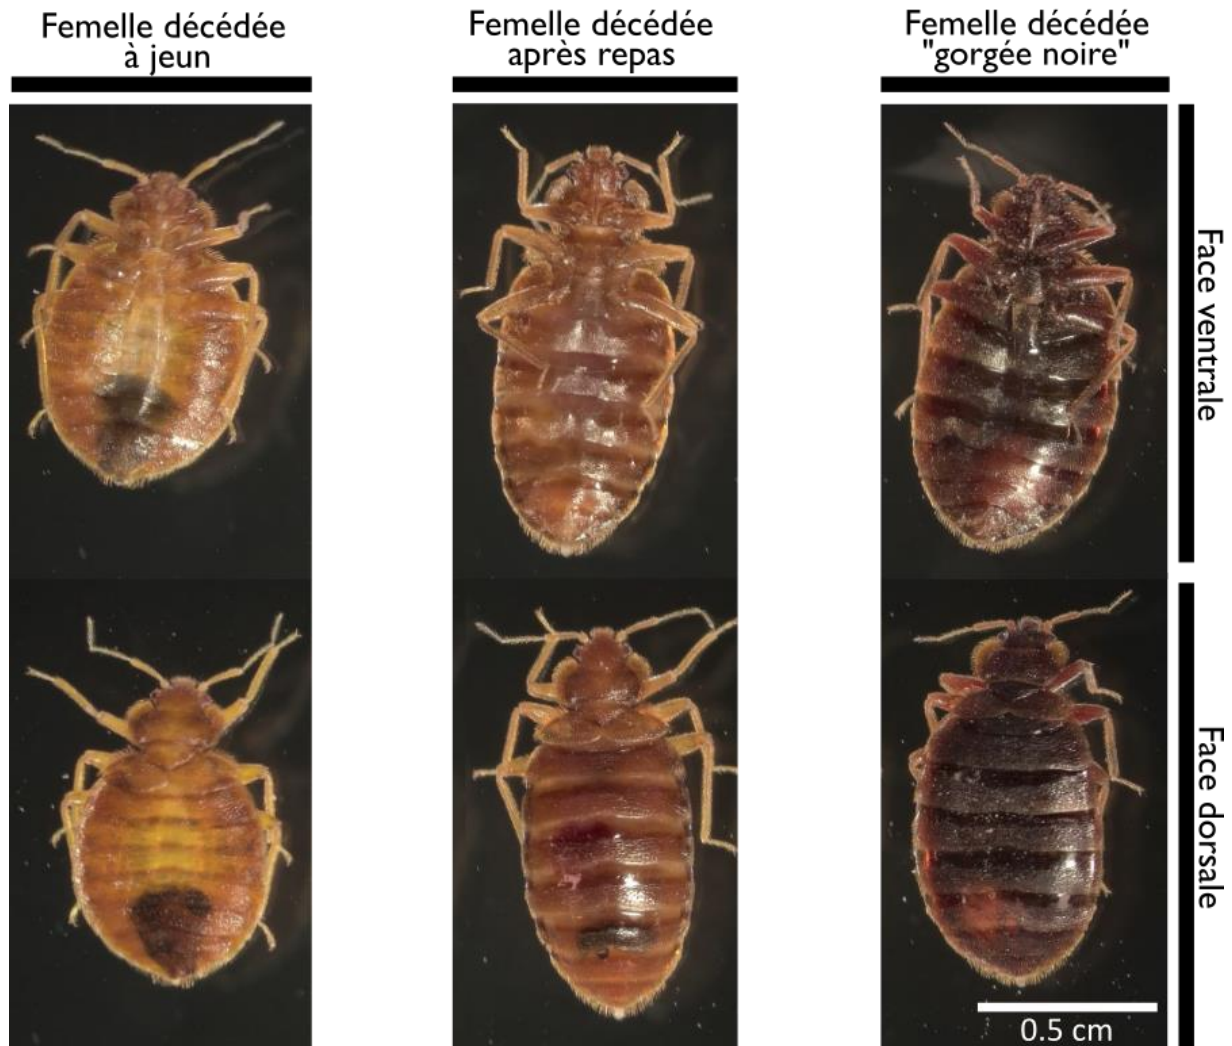 Femelle décédée
à jeun
Femelle décédée
après repas
Femelle décédée
"gorgée noire"
Face ventrale
Face dorsale
0.5 cm